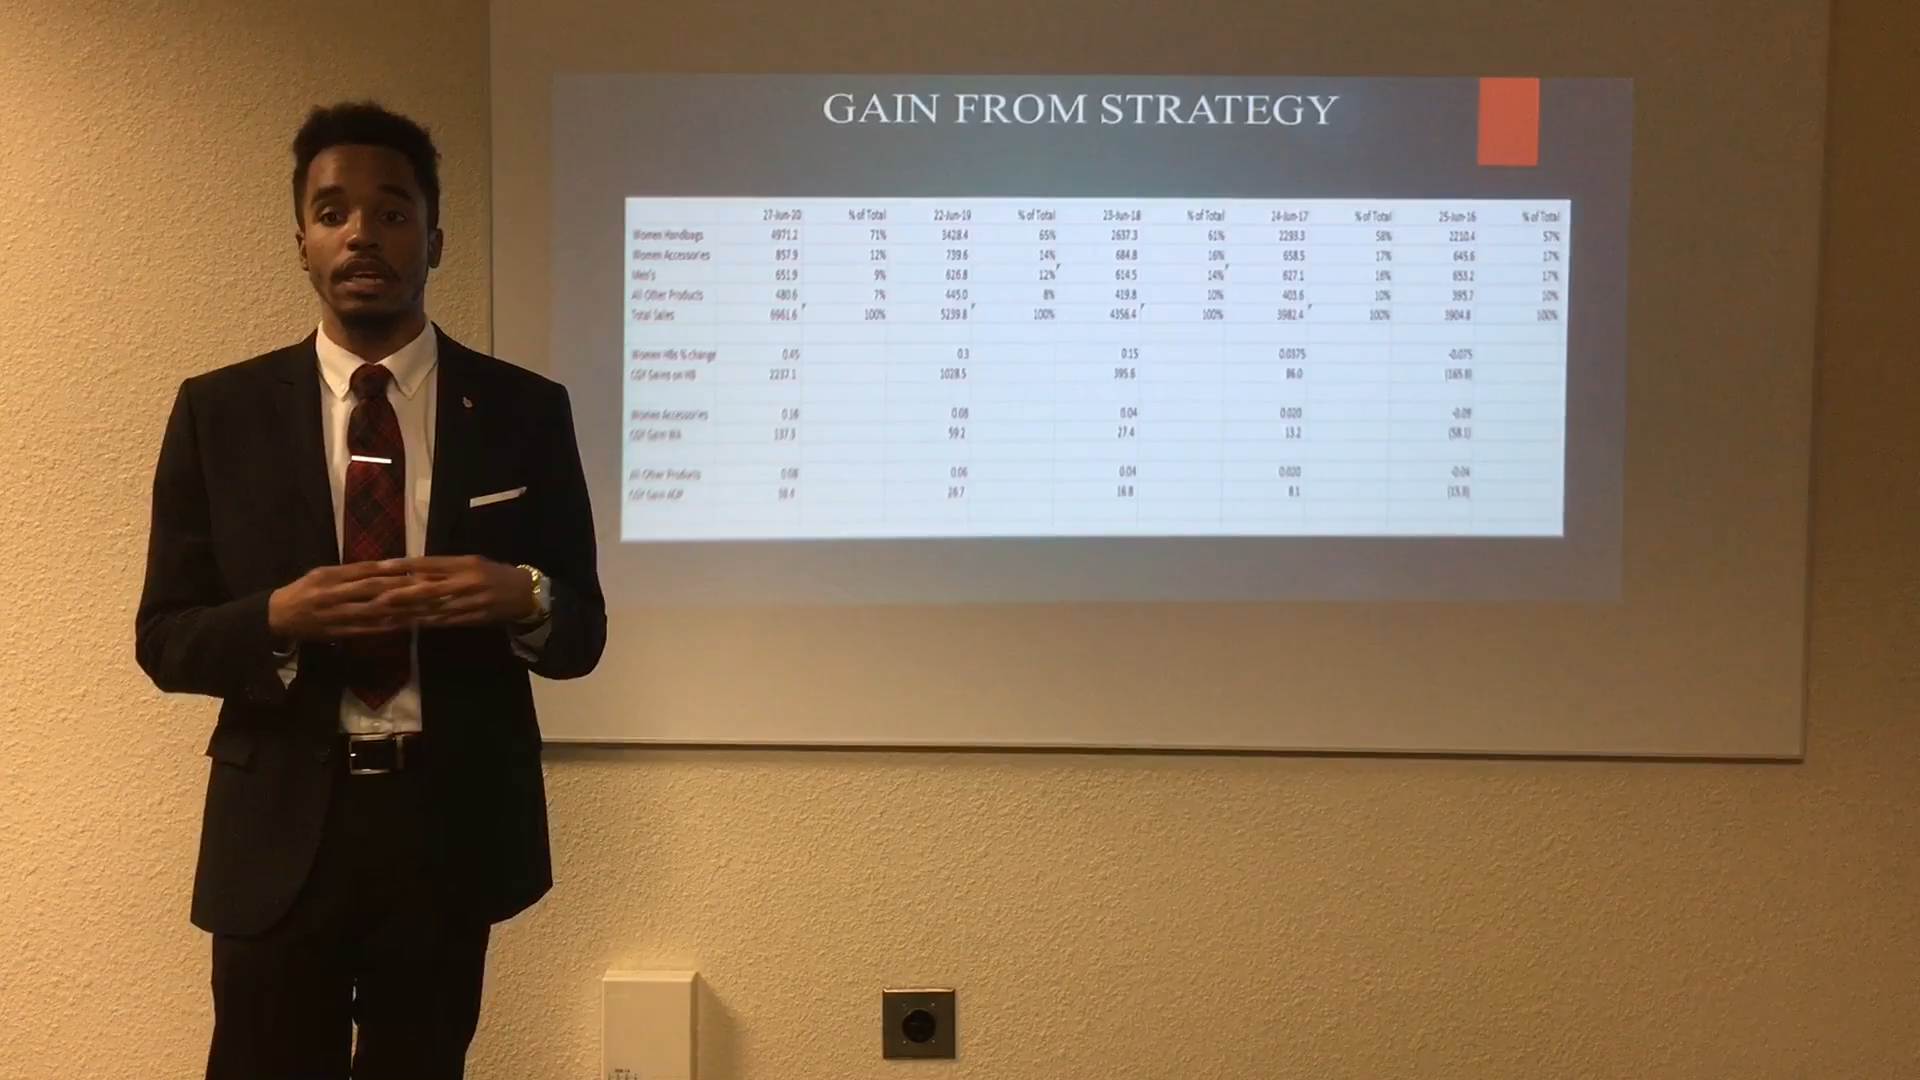 GAIN FROM STRATEGY
27-Jun-20 % of Total 22-Jun-19 % of Total 23-Jun-18 % of Total 24-Jun-17 % of Total 25-Jun-16 % of Total
Women Handbags 4971.2 71% 3428.4 65% 2637.3 61% 2293.3 58% 2210.4 57%
Women Accessories 857.9 12% 739.6 14% 684.8 16% 658.5 17% 645.6 17%
Men's 651.9 9% 626.8 12% 614.5 14% 627.1 16% 653.2 17%
All Other Products 480.6 7% 445.0 8% 419.8 10% 403.6 10% 395.7 10%
Total Sales 6961.6 100% 5239.8 100% 4356.4 100% 3982.4 100% 3904.8 100%
Women HBs % change 0.45 0.3 0.15 0.0375 -0.075
Gains on HB 2237.1 1028.5 395.6 86.0 (165.8)
Women Accessories 0.16 0.08 0.04 0.020 -0.09
Gain WA 137.3 59.2 27.4 13.2 (58.1)
All Other Products 0.08 0.06 0.04 0.020 -0.04
Gain AOP 26.7 16.8 8.1 (15.8)